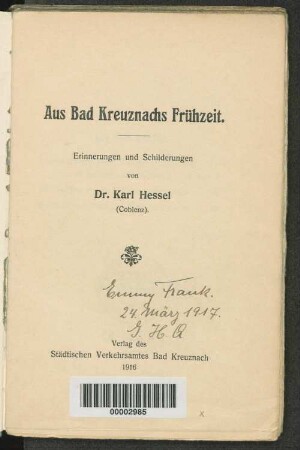 Aus Bad Kreuznachs Frühzeit.
Erinnerungen und Schilderungen
von
Dr. Karl Hessel
(Coblenz).
Emmy Frank.
24. März 1917.
G. H. Q
Verlag des
Städtischen Verkehrsamtes Bad Kreuznach
1916
00002985
x